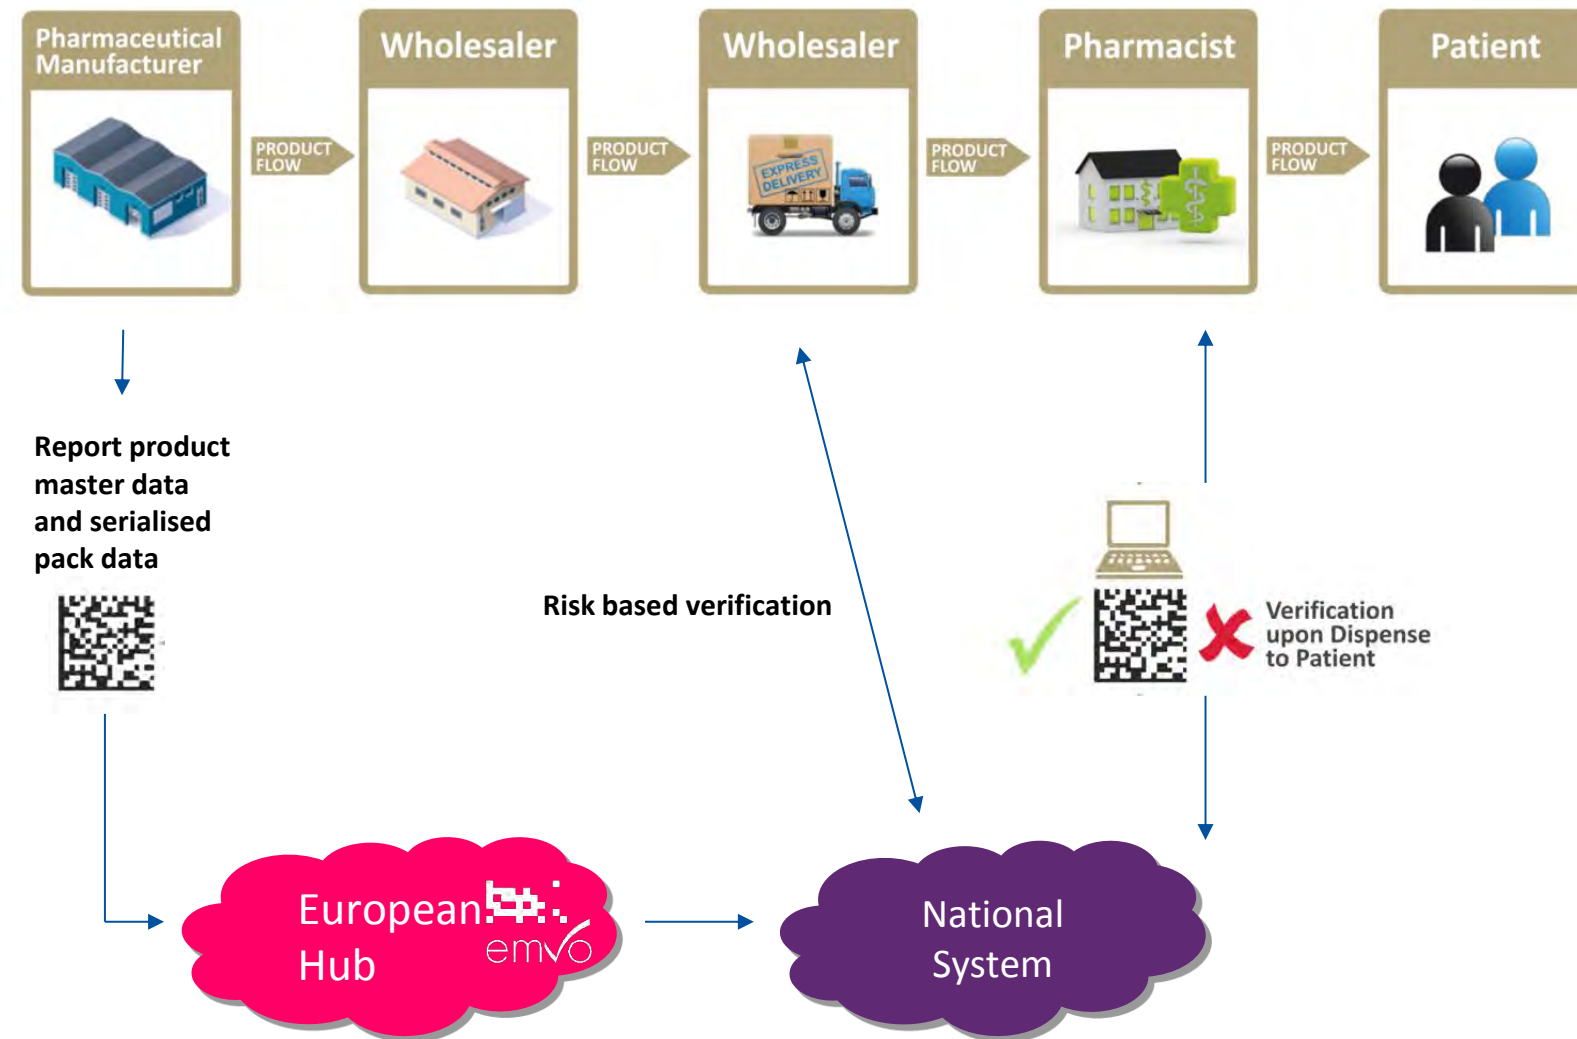 Pharmaceutical
Manufacturer
Wholesaler
Wholesaler
Pharmacist
Patient
PRODUCT
FLOW
PRODUCT
FLOW
EXPRESS
DELIVERY
PRODUCT
FLOW
PRODUCT
FLOW
Report product
master data
and serialised
pack data
Risk based verification
Verification
upon Dispense
to Patient
European
Hub
emvo
National
System